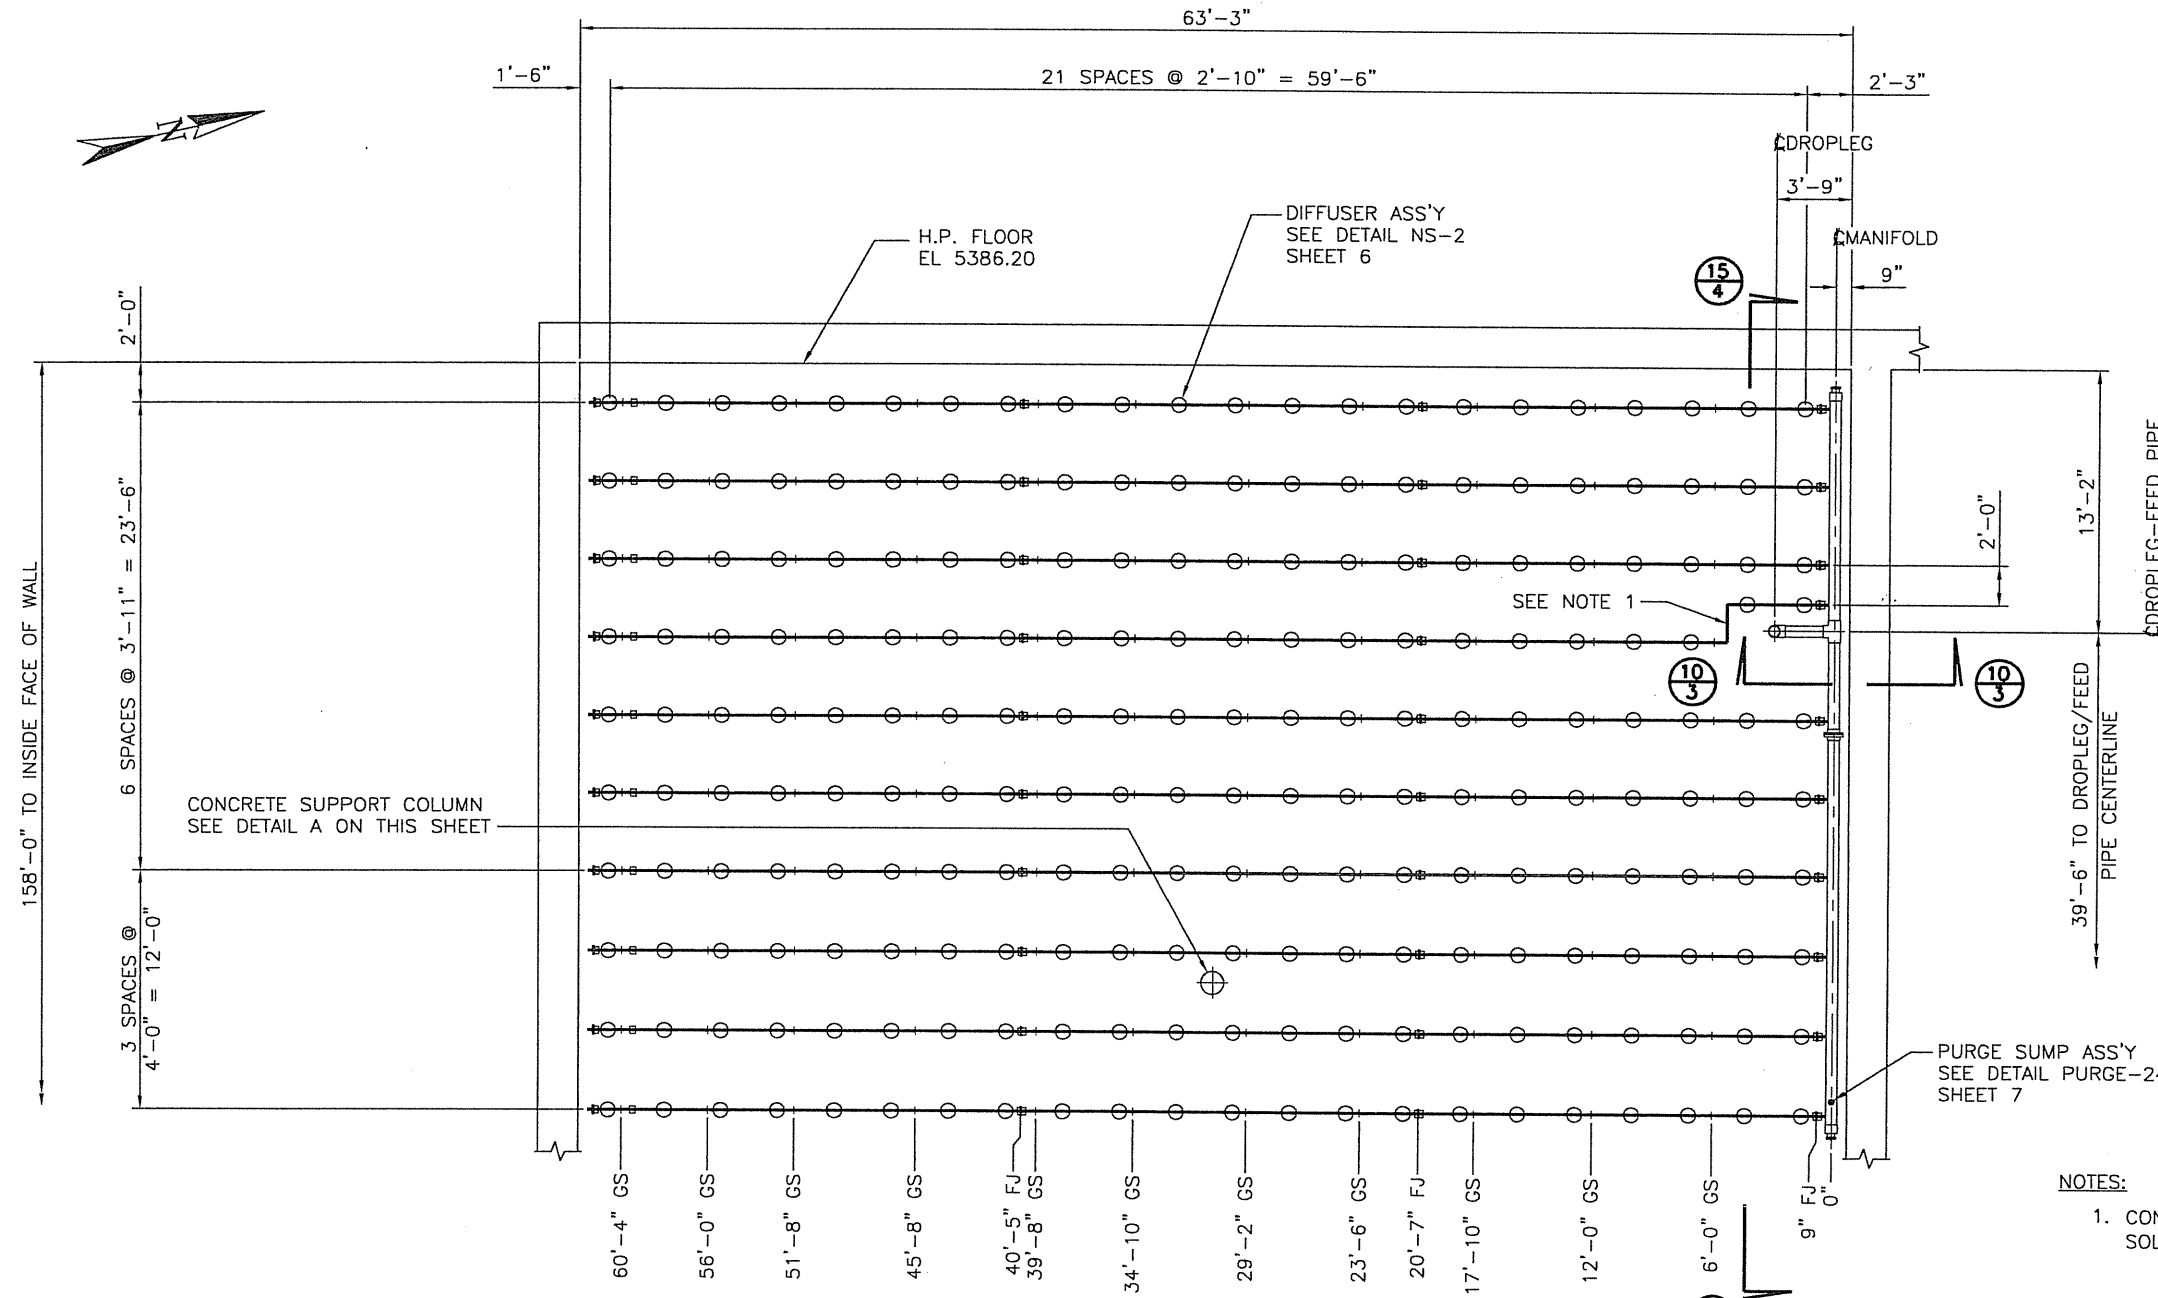 63'-3"
1'-6"
21 SPACES @ 2'-10" = 59'-6"
2'-3"
N
℄DROPLEG
3'-9"
DIFFUSER ASS'Y
SEE DETAIL NS-2
SHEET 6
H.P. FLOOR
EL 5386.20
℄MANIFOLD
9"
15
4
2'-0"
158'-0" TO INSIDE FACE OF WALL
6 SPACES @ 3'-11" = 23'-6"
3 SPACES @
4'-0" = 12'-0"
SEE NOTE 1
2'-0"
13'-2"
℄DROPLEG-FEED PIPE
10
3
10
3
39'-6" TO DROPLEG/FEED
PIPE CENTERLINE
CONCRETE SUPPORT COLUMN
SEE DETAIL A ON THIS SHEET
PURGE SUMP ASS'Y
SEE DETAIL PURGE-24
SHEET 7
60'-4" GS
56'-0" GS
51'-8" GS
45'-8" GS
40'-5" FJ
39'-8" GS
34'-10" GS
29'-2" GS
23'-6" GS
20'-7" FJ
17'-10" GS
12'-0" GS
6'-0" GS
9" FJ
0"
NOTES:
1. CON
SOL